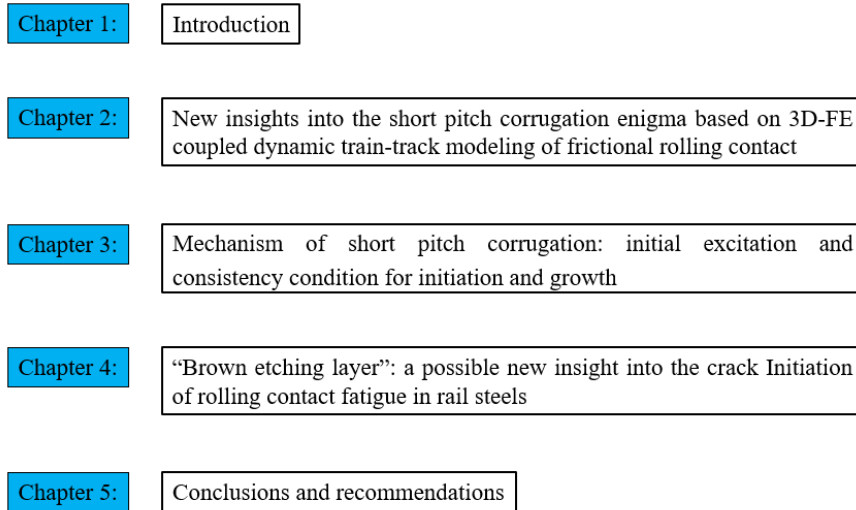 Chapter 1: Introduction
Chapter 2: New insights into the short pitch corrugation enigma based on 3D-FE
coupled dynamic train-track modeling of frictional rolling contact
Chapter 3: Mechanism of short pitch corrugation: initial excitation and
consistency condition for initiation and growth
Chapter 4: “Brown etching layer”: a possible new insight into the crack Initiation
of rolling contact fatigue in rail steels
Chapter 5: Conclusions and recommendations